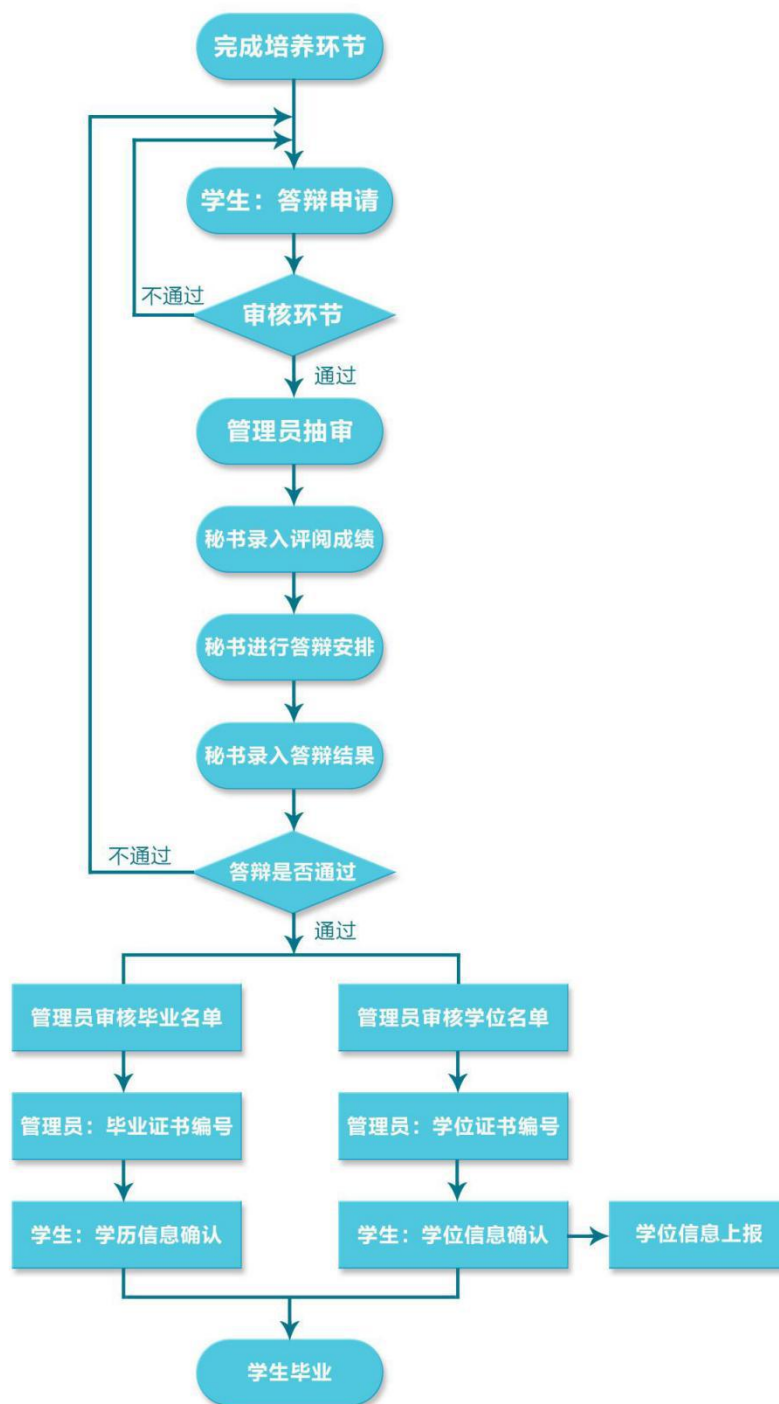 完成培养环节
学生：答辩申请
不通过
审核环节
通过
管理员抽审
秘书录入评阅成绩
秘书进行答辩安排
秘书录入答辩结果
不通过
答辩是否通过
通过
管理员审核毕业名单
管理员审核学位名单
管理员：毕业证书编号
管理员：学位证书编号
学生：学历信息确认
学生：学位信息确认
学位信息上报
学生毕业